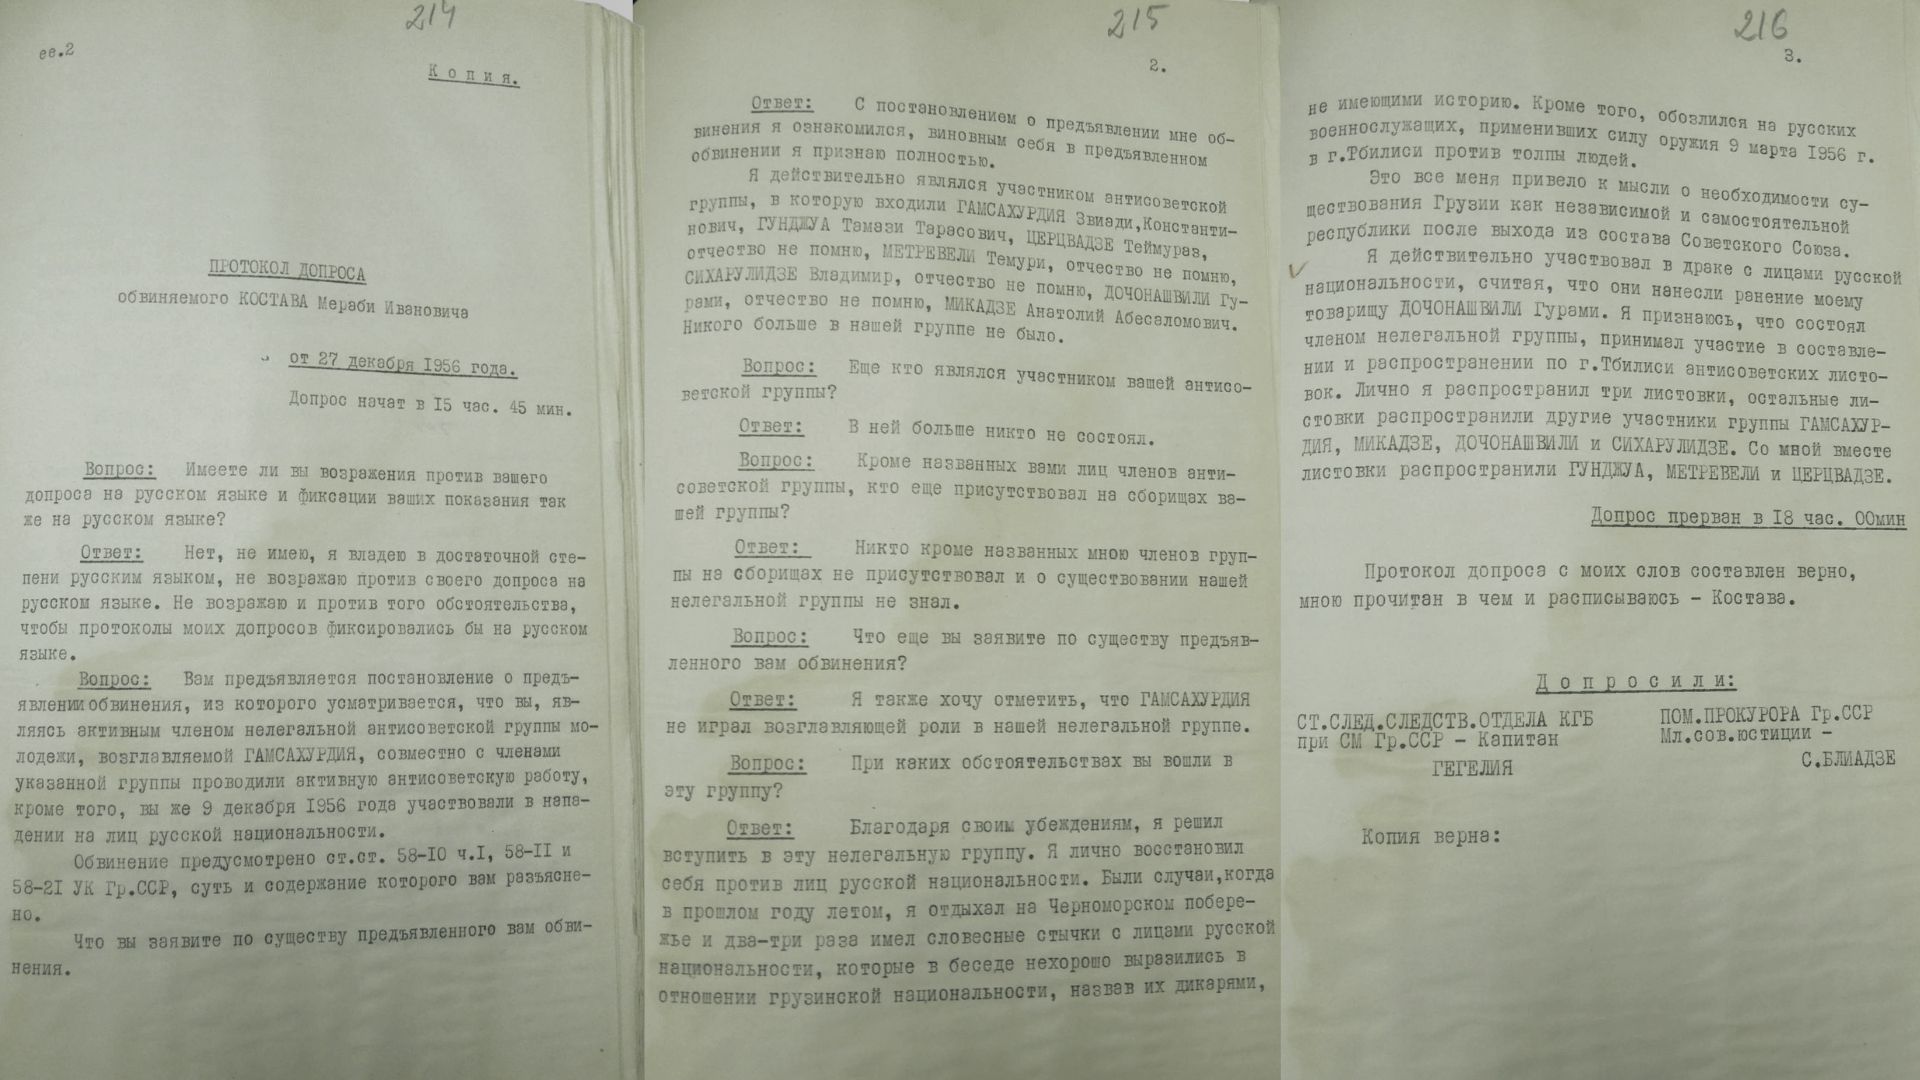 214
ее.2
Копия.
ПРОТОКОЛ ДОПРОСА
обвиняемого КОСТАВА Мераби Ивановича
от 27 декабря 1956 года.
Допрос начат в 15 час. 45 мин.
Вопрос: Имеете ли вы возражения против вашего
допроса на русском языке и фиксации ваших показания так
же на русском языке?
Ответ: Нет, не имею, я владею в достаточной сте-
пени русским языком, не возражаю против своего допроса на
русском языке. Не возражаю и против того обстоятельства,
чтобы протоколы моих допросов фиксировались бы на русском
языке.
Вопрос: Вам предъявляется постановление о предъ-
явлении обвинения, из которого усматривается, что вы, яв-
ляясь активным членом нелегальной антисоветской группы мо-
лодежи, возглавляемой ГАМСАХУРДИЯ, совместно с членами
указанной группы проводили активную антисоветскую работу,
кроме того, вы же 9 декабря 1956 года участвовали в напа-
дении на лиц русской национальности.
Обвинение предусмотрено ст.ст. 58-10 ч.I, 58-11 и
58-21 УК Гр.ССР, суть и содержание которого вам разъясне-
но.
Что вы заявите по существу предъявленного вам обви-
нения.
215
2.
Ответ: С постановлением о предъявлении мне об-
винения я ознакомился, виновным себя в предъявленном
обвинении я признаю полностью.
Я действительно являлся участником антисоветской
группы, в которую входили ГАМСАХУРДИЯ Звиади,Константи-
нович, ГУНДЖУА Тамази Тарасович, ЦЕРЦВАДЗЕ Теймураз,
отчество не помню, МЕТРЕВЕЛИ Темури, отчество не помню,
СИХАРУЛИДЗЕ Владимир, отчество не помню, ДОЧОНАШВИЛИ Гу-
рами, отчество не помню, МИКАДЗЕ Анатолий Абесаломович.
Никого больше в нашей группе не было.
Вопрос: Еще кто являлся участником вашей антисо-
ветской группы?
Ответ: В ней больше никто не состоял.
Вопрос: Кроме названных вами лиц членов анти-
советской группы, кто еще присутствовал на сборищах ва-
шей группы?
Ответ: Никто кроме названных мною членов груп-
пы на сборищах не присутствовал и о существовании нашей
нелегальной группы не знал.
Вопрос: Что еще вы заявите по существу предъяв-
ленного вам обвинения?
Ответ: Я также хочу отметить, что ГАМСАХУРДИЯ
не играл возглавляющей роли в нашей нелегальной группе.
Вопрос: При каких обстоятельствах вы вошли в
эту группу?
Ответ: Благодаря своим убеждениям, я решил
вступить в эту нелегальную группу. Я лично восстановил
себя против лиц русской национальности. Были случаи,когда
в прошлом году летом, я отдыхал на Черноморском побере-
жье и два-три раза имел словесные стычки с лицами русской
национальности, которые в беседе нехорошо выразились в
отношении грузинской национальности, назвав их дикарями,
216
3.
не имеющими историю. Кроме того, обозлился на русских
военнослужащих, применивших силу оружия 9 марта 1956 г.
в г.Тбилиси против толпы людей.
Это все меня привело к мысли о необходимости су-
ществования Грузии как независимой и самостоятельной
республики после выхода из состава Советского Союза.
Я действительно участвовал в драке с лицами русской
национальности, считая, что они нанесли ранение моему
товарищу ДОЧОНАШВИЛИ Гурами. Я признаюсь, что состоял
членом нелегальной группы, принимал участие в составле-
нии и распространении по г.Тбилиси антисоветских листо-
вок. Лично я распространил три листовки, остальные ли-
стовки распространили другие участники группы ГАМСАХУР-
ДИЯ, МИКАДЗЕ, ДОЧОНАШВИЛИ и СИХАРУЛИДЗЕ. Со мной вместе
листовки распространили ГУНДЖУА, МЕТРЕВЕЛИ и ЦЕРЦВАДЗЕ.
Допрос прерван в 18 час. 00мин
Протокол допроса с моих слов составлен верно,
мною прочитан в чем и расписываюсь - Костава.
Допросили:
СТ.СЛЕД.СЛЕДСТВ.ОТДЕЛА КГБ
при СМ Гр.ССР - Капитан
ГЕГЕЛИЯ
ПОМ.ПРОКУРОРА Гр.ССР
Мл.сов.юстиции -
С.БЛИАДЗЕ
Копия верна: